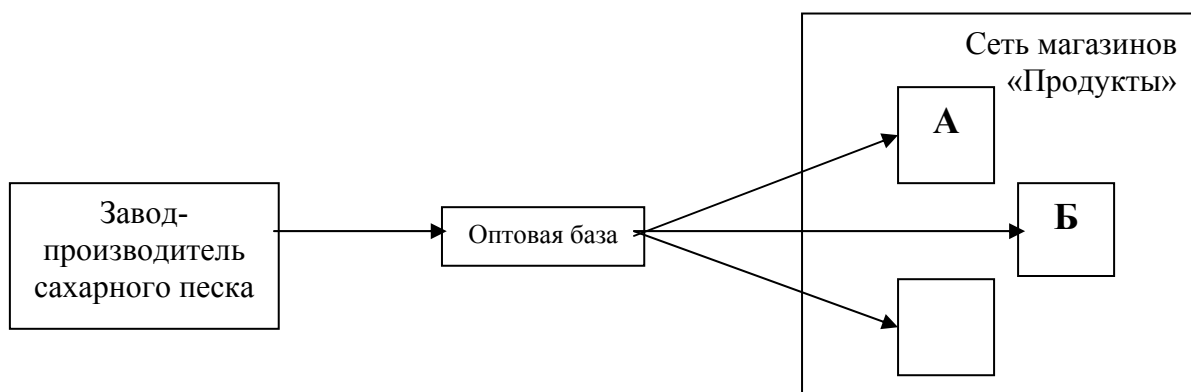 Сеть магазинов
«Продукты»
А
Завод-
производитель
сахарного песка
Оптовая база
Б